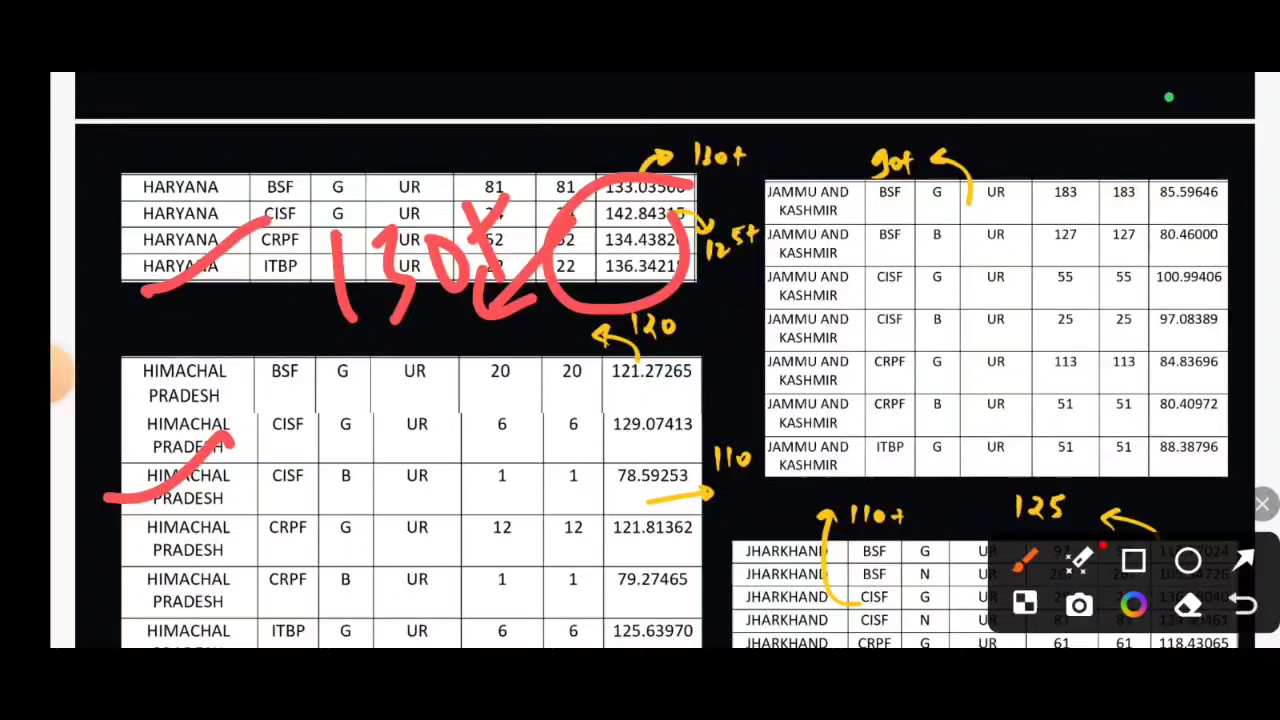 130+
HARYANA BSF G UR 81 81
HARYANA CISF G UR 142.84315
HARYANA CRPF UR 134.4382
HARYANA ITBP UR 22 136.3421
130+
125+
120
HIMACHAL PRADESH BSF G UR 20 20 121.27265
HIMACHAL PRADESH CISF G UR 6 6 129.07413
HIMACHAL PRADESH CISF B UR 1 1 78.59253
HIMACHAL PRADESH CRPF G UR 12 12 121.81362
HIMACHAL PRADESH CRPF B UR 1 1 79.27465
HIMACHAL ITBP G UR 6 6 125.63970
110
90+
JAMMU AND KASHMIR BSF G UR 183 183 85.59646
JAMMU AND KASHMIR BSF B UR 127 127 80.46000
JAMMU AND KASHMIR CISF G UR 55 55 100.99406
JAMMU AND KASHMIR CISF B UR 25 25 97.08389
JAMMU AND KASHMIR CRPF G UR 113 113 84.83696
JAMMU AND KASHMIR CRPF B UR 51 51 80.40972
JAMMU AND KASHMIR ITBP G UR 51 51 88.38796
110+ 125
JHARKHAND BSF G UR
JHARKHAND BSF N UR
JHARKHAND CISF G UR
JHARKHAND CISF N UR
JHARKHAND CRPF G UR 61 61 118.43065